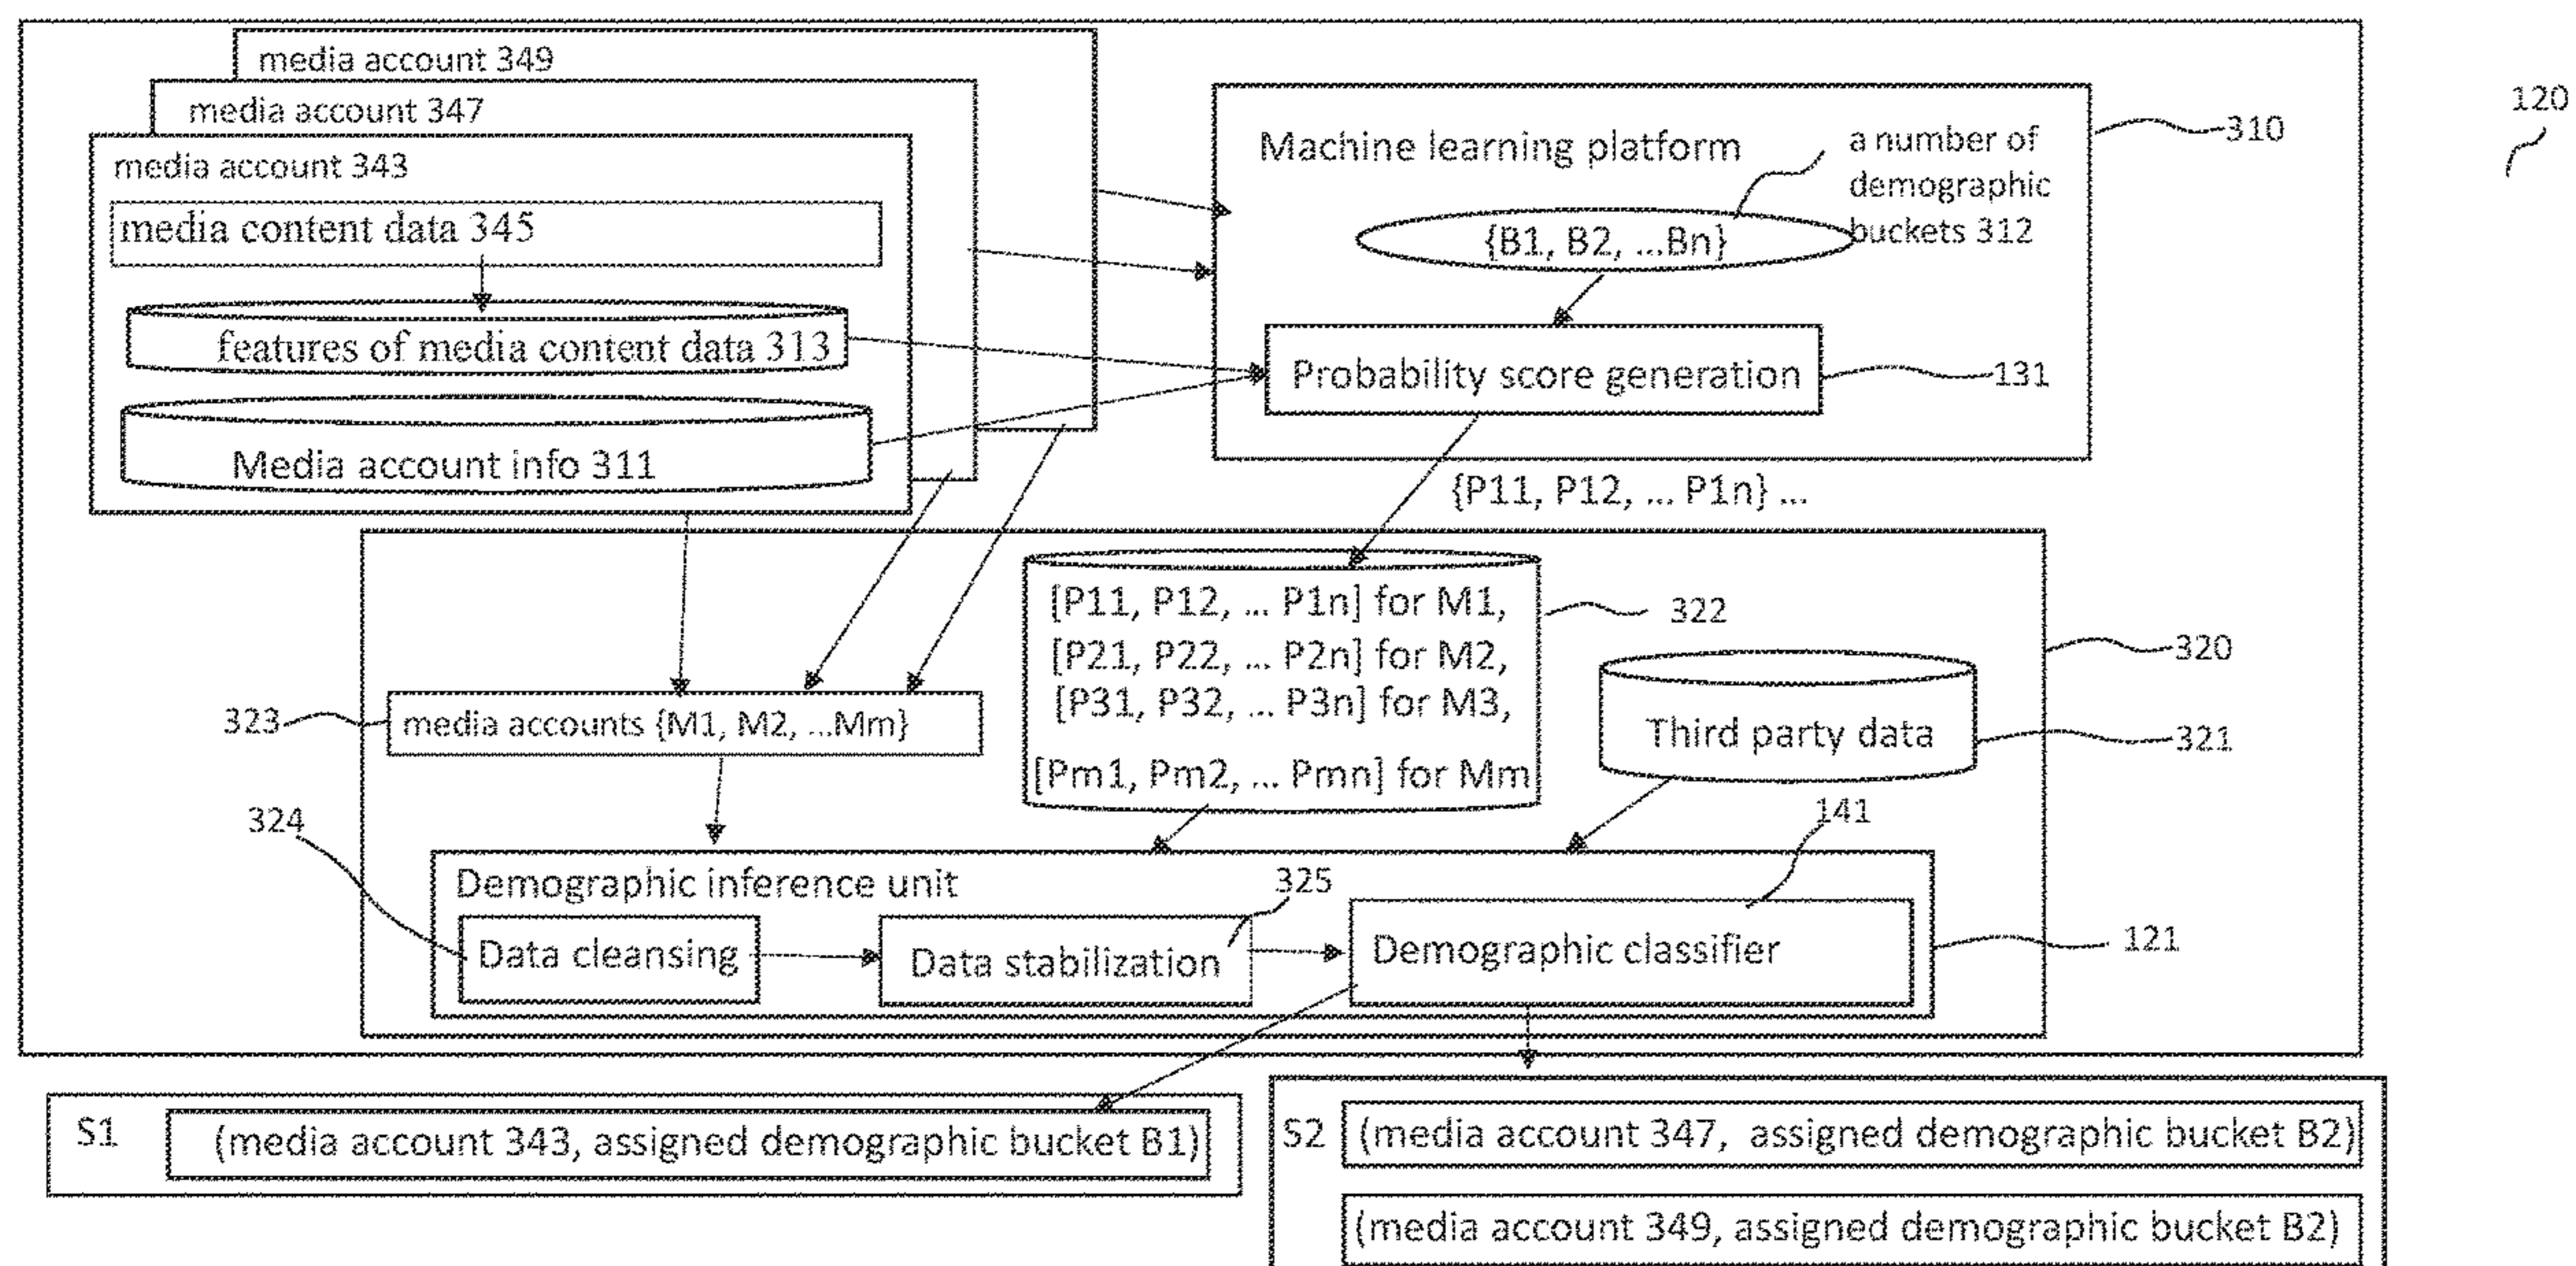 media account 349
media account 347
media account 343
media content data 345
features of media content data 313
Media account info 311
Machine learning platform
a number of
demographic
buckets 312
{B1, B2, ...Bn}
Probability score generation
131
310
120
{P11, P12, ... P1n} ...
[P11, P12, ... P1n] for M1,
[P21, P22, ... P2n] for M2,
[P31, P32, ... P3n] for M3,
[Pm1, Pm2, ... Pmn] for Mm
322
320
323
media accounts {M1, M2, ...Mm}
Third party data
321
324
141
Demographic inference unit
325
Data cleansing
Data stabilization
Demographic classifier
121
S1
(media account 343, assigned demographic bucket B1)
S2
(media account 347, assigned demographic bucket B2)
(media account 349, assigned demographic bucket B2)